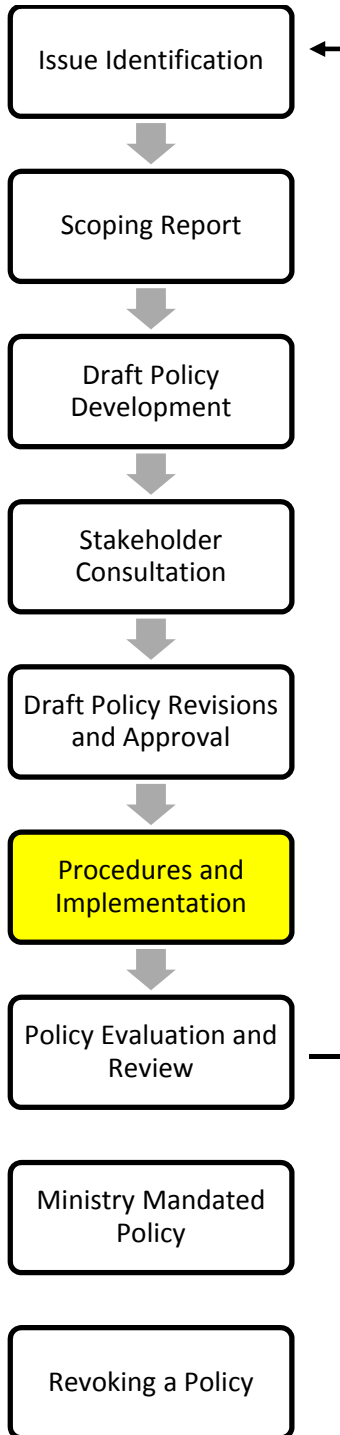 Issue Identification
Scoping Report
Draft Policy
Development
Stakeholder
Consultation
Draft Policy Revisions
and Approval
Procedures and
Implementation
Policy Evaluation and
Review
Ministry Mandated
Policy
Revoking a Policy